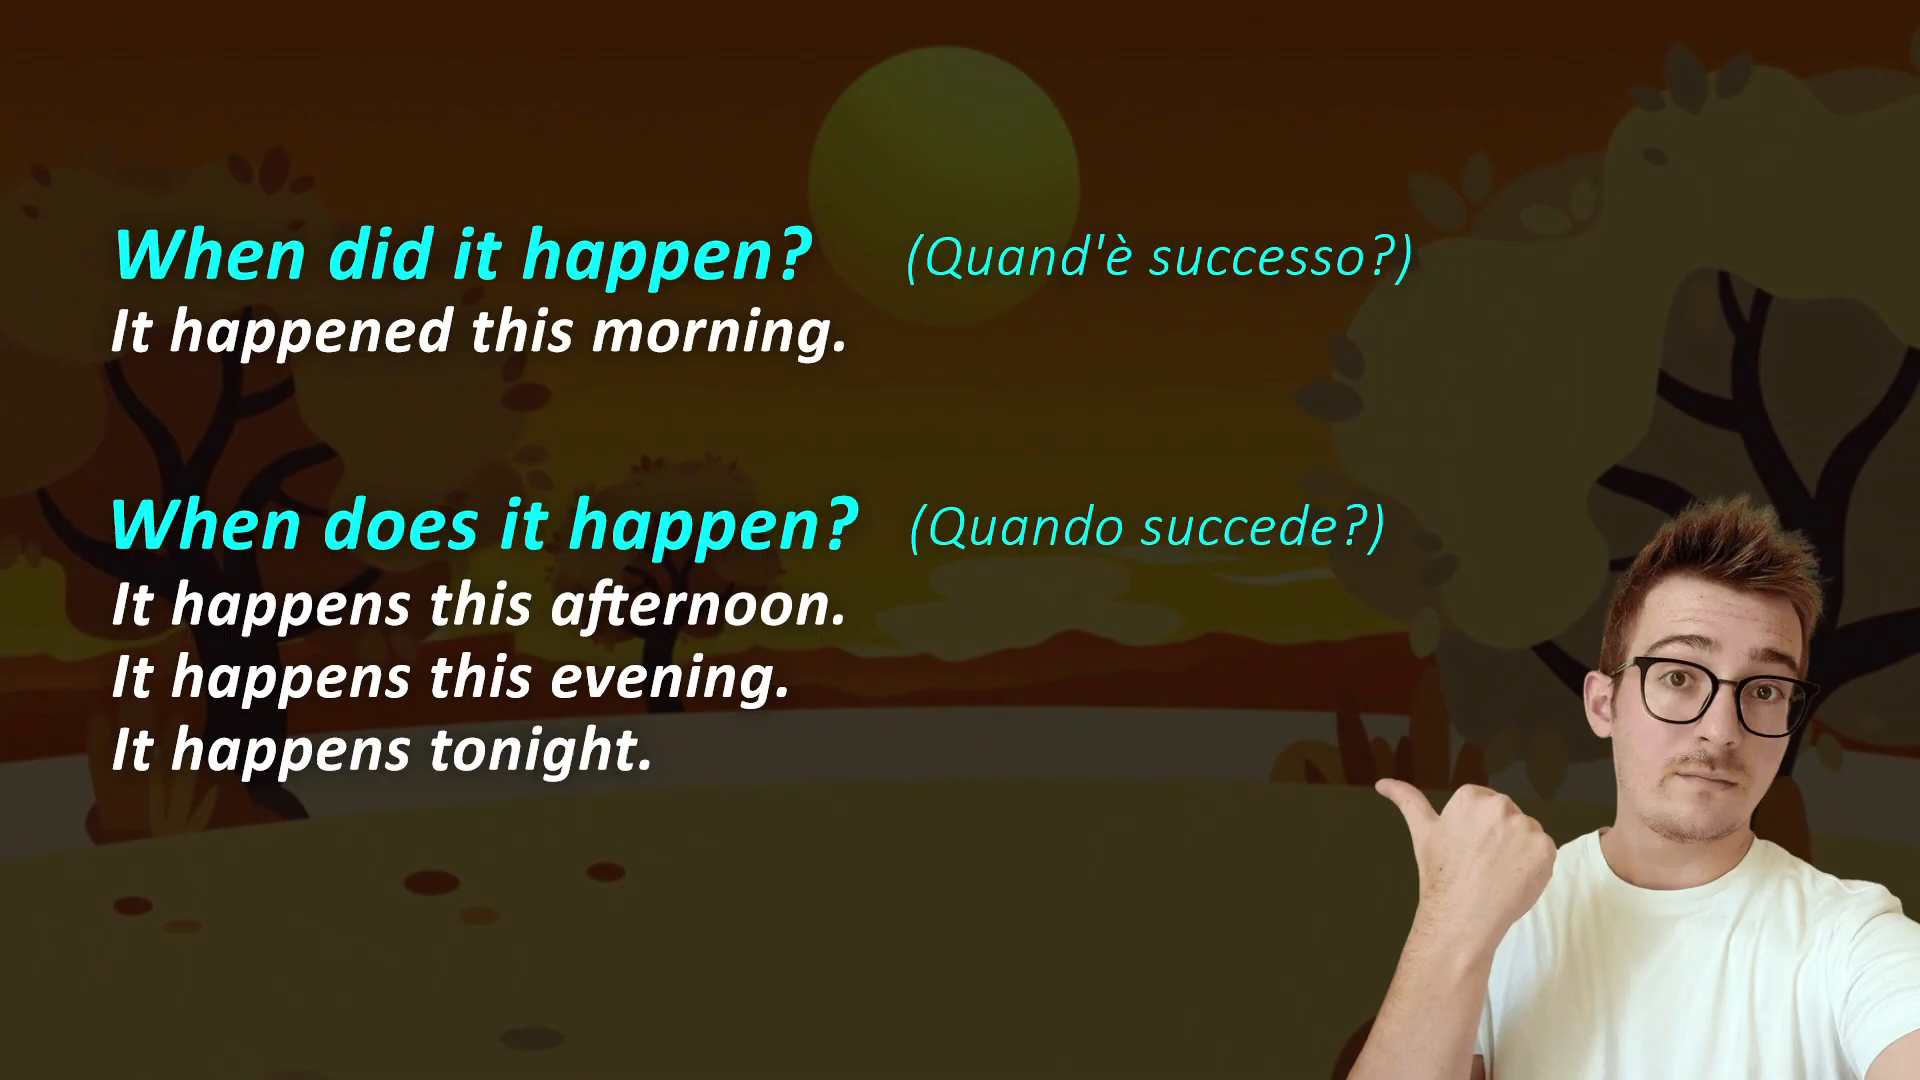 When did it happen? (Quand'è successo?)
It happened this morning.
When does it happen? (Quando succede?)
It happens this afternoon.
It happens this evening.
It happens tonight.